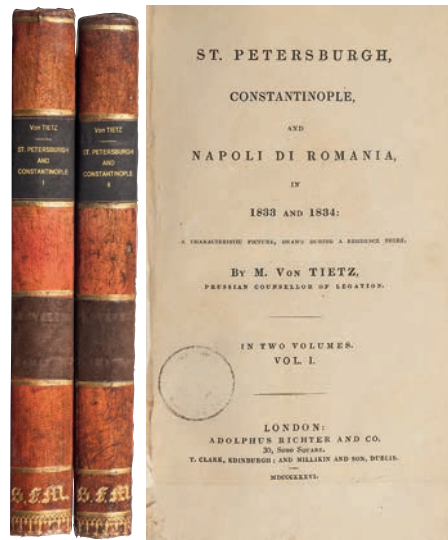 Von TIETZ
ST. PETERSBURGH
AND
CONSTANTINOPLE
I
S.F.M.
Von TIETZ
ST. PETERSBURGH
AND
CONSTANTINOPLE
II
S.F.M.
ST. PETERSBURGH,
CONSTANTINOPLE,
AND
NAPOLI DI ROMANIA,
IN
1833 AND 1834:
A CHARACTERISTIC PICTURE, DRAWN DURING A RESIDENCE THERE,
BY M. VON TIETZ,
PRUSSIAN COUNSELLOR OF LEGATION.
IN TWO VOLUMES.
VOL. I.
LONDON:
ADOLPHUS RICHTER AND CO.
30, SOHO SQUARE.
T. CLARK, EDINBURGH; AND MILLIKIN AND SON, DUBLIN.
MDCCCXXXVI.